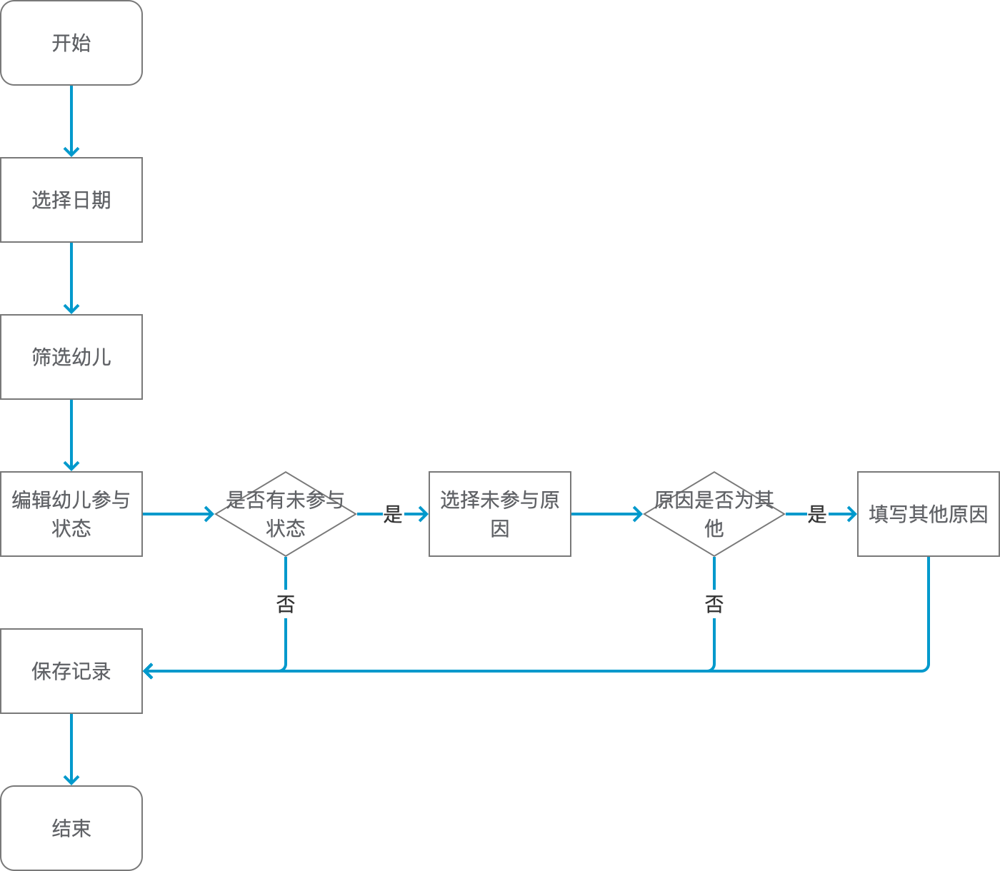 开始
选择日期
筛选幼儿
编辑幼儿参与
状态
是否有未参与
状态
是
选择未参与原
因
原因是否为其
他
是
填写其他原因
否
否
保存记录
结束